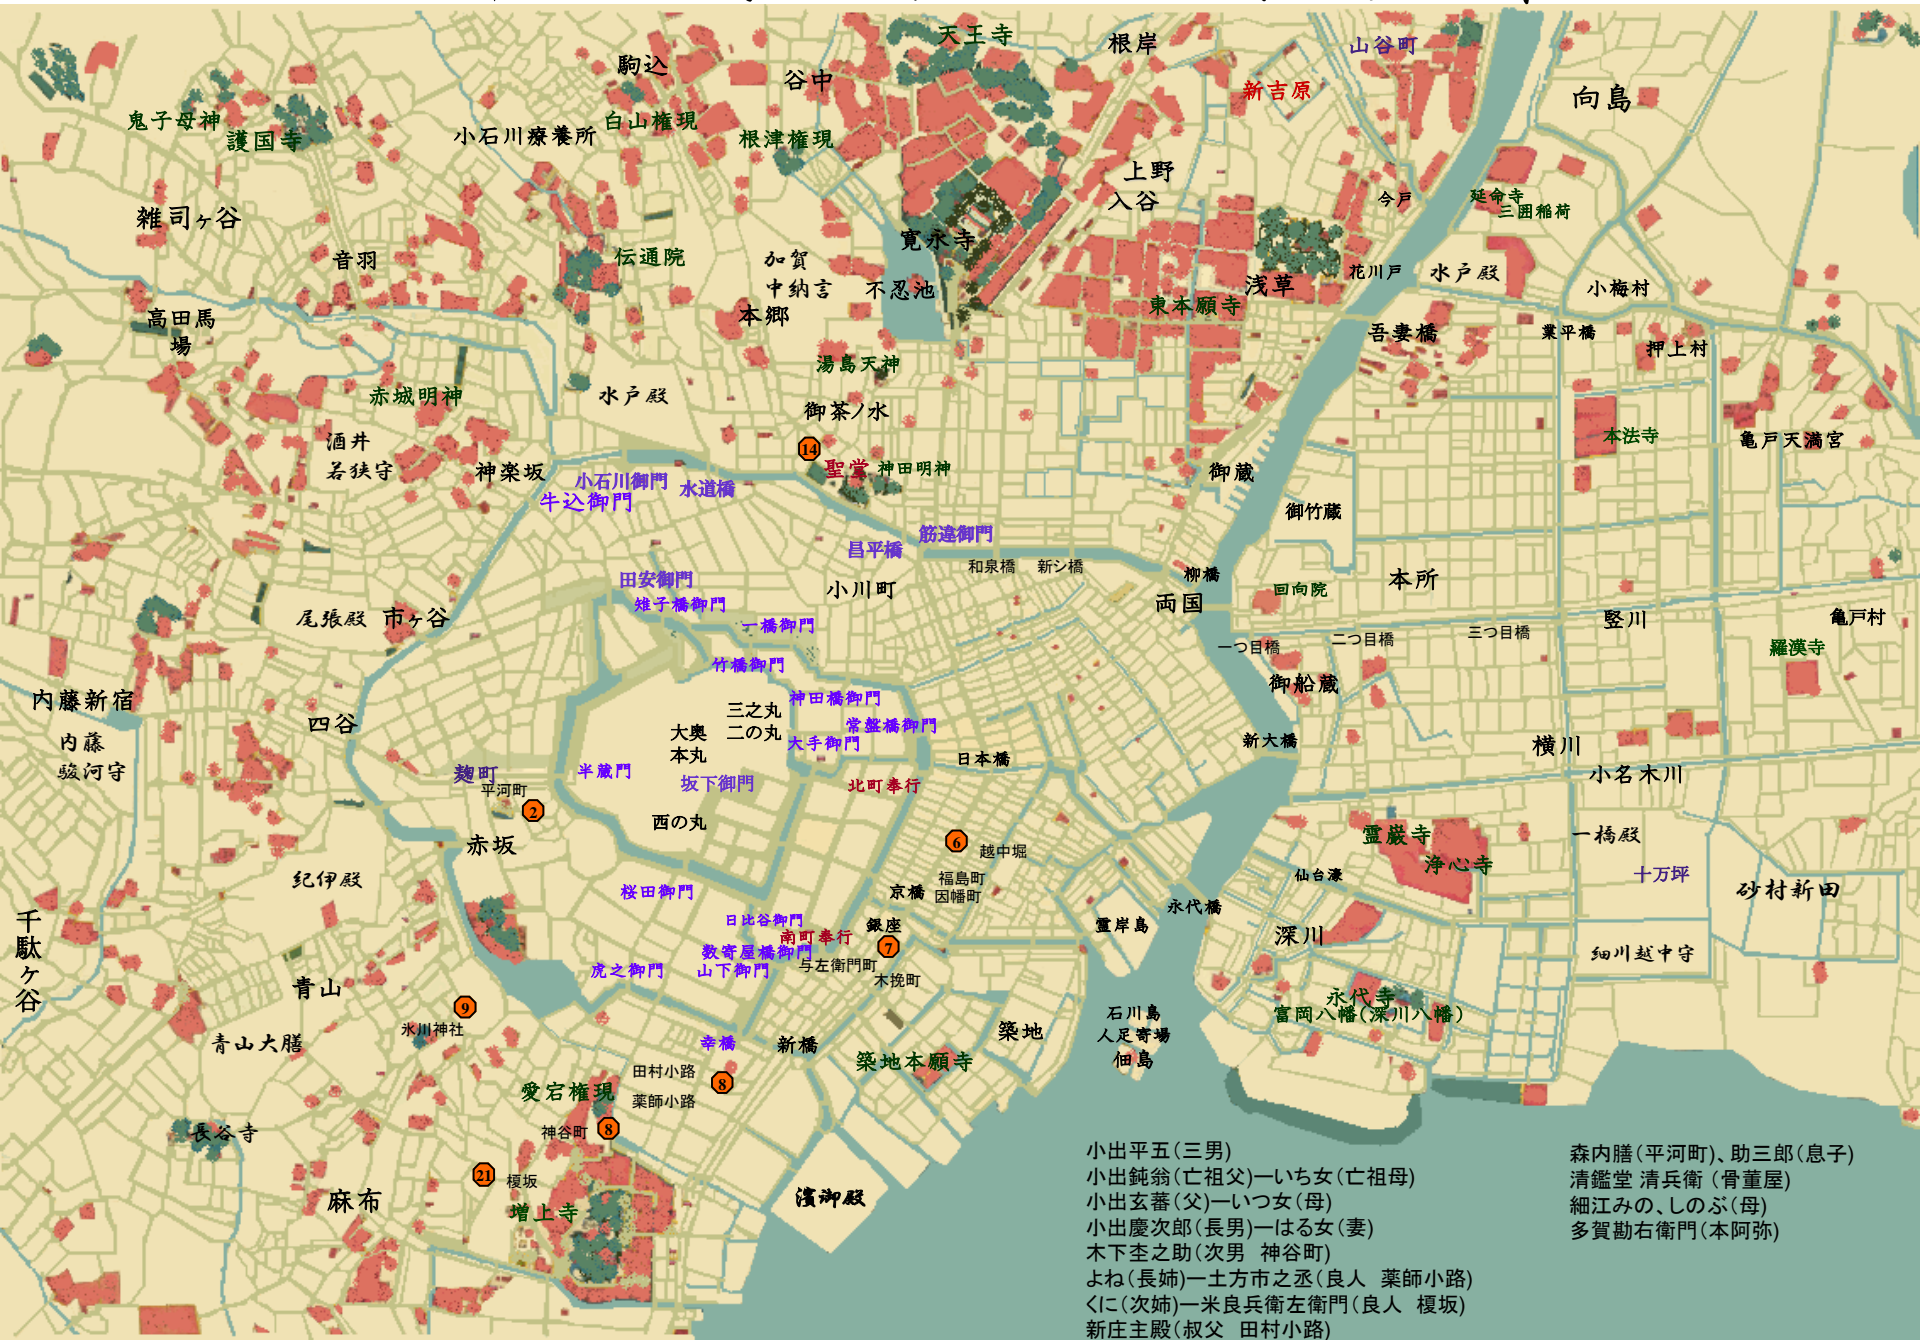 天王寺
根岸
山谷町
駒込
谷中
新吉原
向島
鬼子母神
護国寺
小石川療養所
白山権現
根津権現
上野
入谷
今戸
延命寺
三囲稲荷
雑司ヶ谷
音羽
伝通院
加賀
中納言
寛永寺
不忍池
本郷
浅草
東本願寺
花川戸
水戸殿
小梅村
高田馬
場
吾妻橋
業平橋
押上村
湯島天神
赤城明神
水戸殿
御茶ノ水
酒井
若狭守
神楽坂
14
聖堂
神田明神
御蔵
本法寺
亀戸天満宮
小石川御門
水道橋
牛込御門
御竹蔵
昌平橋
筋違御門
和泉橋
新シ橋
柳橋
両国
回向院
本所
竪川
亀戸村
田安御門
雉子橋御門
小川町
一橋御門
尾張殿
市ヶ谷
一つ目橋
二つ目橋
三つ目橋
羅漢寺
竹橋御門
御船蔵
内藤新宿
内藤
駿河守
四谷
神田橋御門
三之丸
二の丸
大奥
本丸
常盤橋御門
大手御門
日本橋
新大橋
横川
小名木川
麹町
平河町
2
半蔵門
坂下御門
北町奉行
西の丸
6
越中堀
赤坂
霊巌寺
浄心寺
一橋殿
仙台濠
十万坪
砂村新田
紀伊殿
桜田御門
福島町
因幡町
京橋
永代橋
霊岸島
千駄ヶ谷
日比谷御門
南町奉行
銀座
7
数寄屋橋御門
与左衛門町
木挽町
虎之御門
山下御門
深川
細川越中守
青山
9
氷川神社
青山大膳
永代寺
富岡八幡(深川八幡)
石川島
人足寄場
佃島
築地
幸橋
新橋
築地本願寺
田村小路
8
薬師小路
愛宕権現
神谷町
8
長谷寺
21
榎坂
麻布
増上寺
濱御殿
小出平五(三男)
小出鈍翁(亡祖父)ーいち女(亡祖母)
小出玄蕃(父)ーいつ女(母)
小出慶次郎(長男)ーはる女(妻)
木下杢之助(次男　神谷町)
よね(長姉)ー土方市之丞(良人　薬師小路)
くに(次姉)ー米良兵衛左衛門(良人　榎坂)
新庄主殿(叔父　田村小路)
森内膳(平河町)、助三郎(息子)
清鑑堂 清兵衛 (骨董屋)
細江みの、しのぶ(母)
多賀勘右衛門(本阿弥)